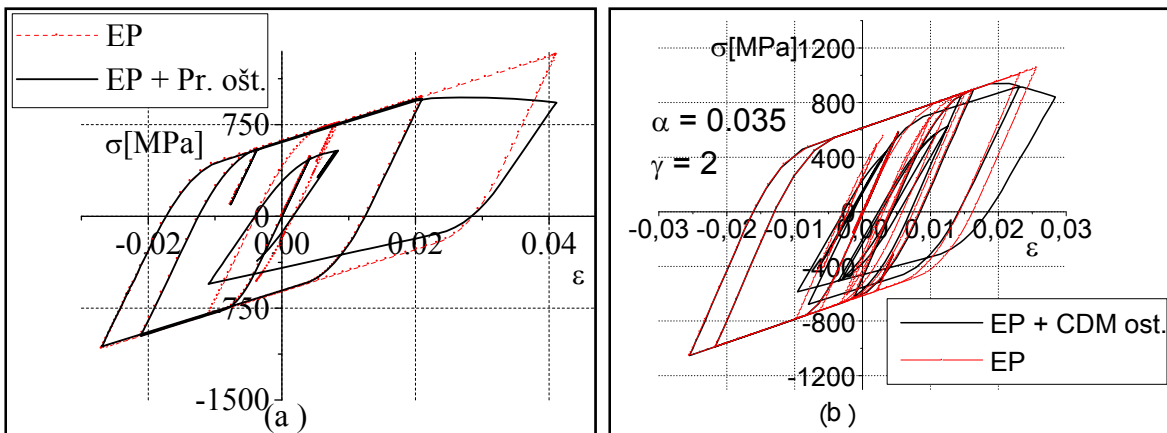 EP
EP + Pr. ošt.
750
σ[MPa]
0
-0.02 0.00 0.02 0.04
ε
750
-1500
(a )
σ[MPa]
1200
800
α = 0.035
400
γ = 2
0
-0,03 -0,02 -0,01 0,00 0,01 0,02 0,03
ε
-400
-800
-1200
EP + CDM ost.
EP
(b )